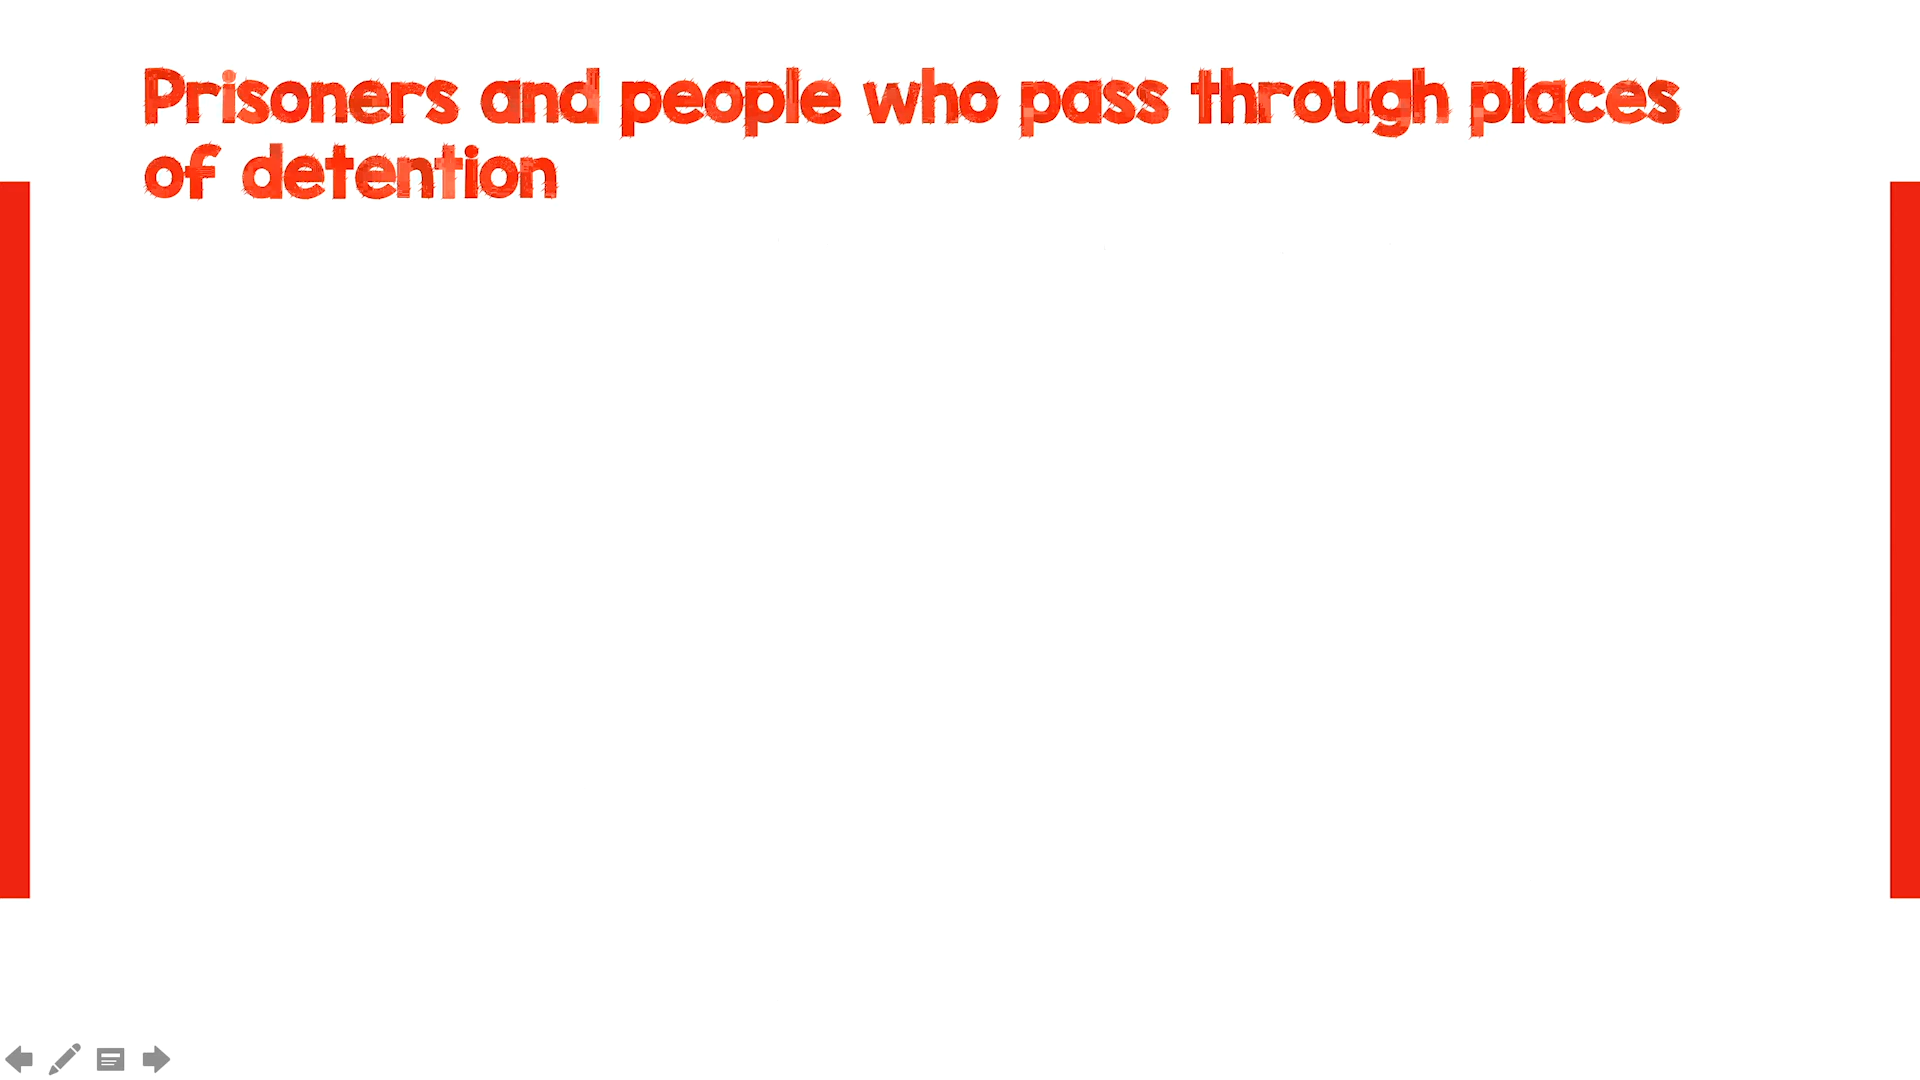 Prisoners and people who pass through places
of detention